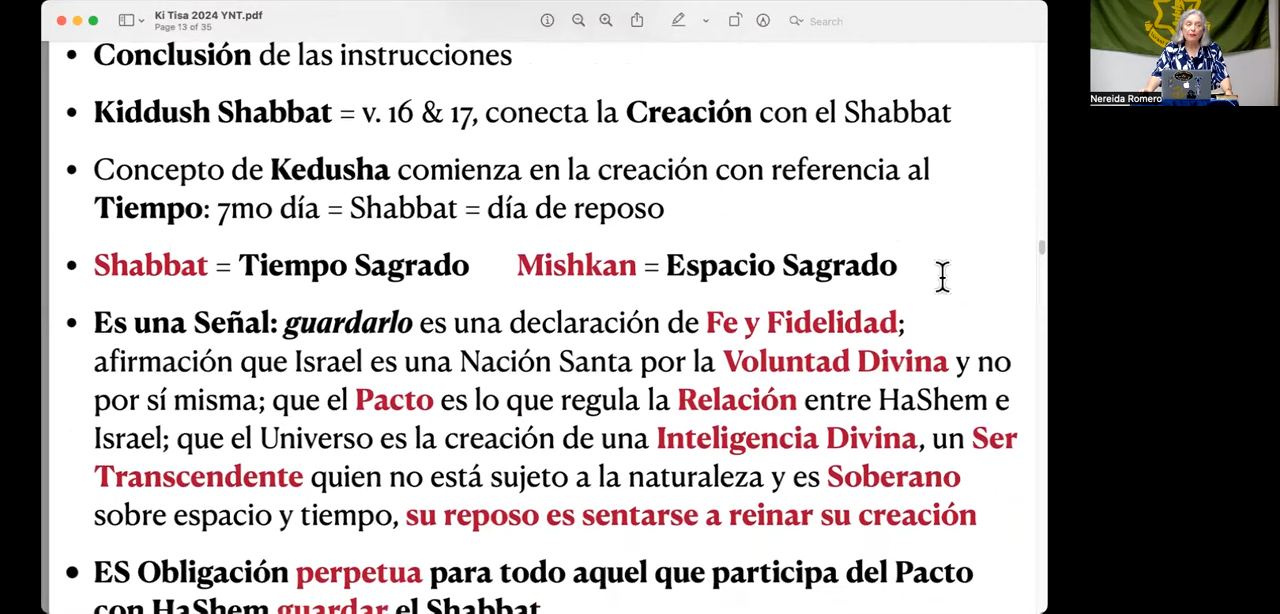 Ki Tisa 2024 YNT.pdf
Page 13 of 35
Search
Nereida Romero
• Conclusión de las instrucciones
• Kiddush Shabbat = v. 16 & 17, conecta la Creación con el Shabbat
• Concepto de Kedusha comienza en la creación con referencia al
Tiempo: 7mo día = Shabbat = día de reposo
• Shabbat = Tiempo Sagrado Mishkan = Espacio Sagrado
• Es una Señal: guardarlo es una declaración de Fe y Fidelidad;
afirmación que Israel es una Nación Santa por la Voluntad Divina y no
por sí misma; que el Pacto es lo que regula la Relación entre HaShem e
Israel; que el Universo es la creación de una Inteligencia Divina, un Ser
Transcendente quien no está sujeto a la naturaleza y es Soberano
sobre espacio y tiempo, su reposo es sentarse a reinar su creación
• ES Obligación perpetua para todo aquel que participa del Pacto
con HaShem guardar el Shabbat